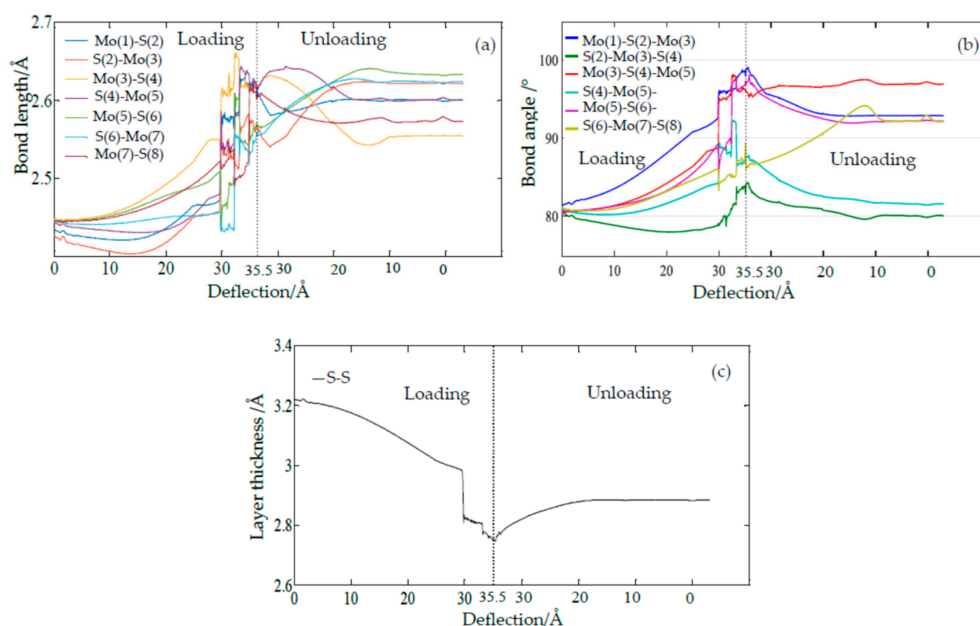 2.7
2.6
2.5
Bond length/Å
Loading
Unloading
(a)
Mo(1)-S(2)
S(2)-Mo(3)
Mo(3)-S(4)
S(4)-Mo(5)
Mo(5)-S(6)
S(6)-Mo(7)
Mo(7)-S(8)
0 10 20 30 35.5 30 20 10 0
Deflection/Å
100
90
80
Bond angle /°
(b)
Mo(1)-S(2)-Mo(3)
S(2)-Mo(3)-S(4)
Mo(3)-S(4)-Mo(5)
S(4)-Mo(5)-
Mo(5)-S(6)-
S(6)-Mo(7)-S(8)
Loading
Unloading
0 10 20 30 35.5 30 20 10 0
Deflection/Å
3.4
3.2
3
2.8
2.6
Layer thickness /Å
—S-S
Loading
Unloading
(c)
0 10 20 30 35.5 30 20 10 0
Deflection/Å